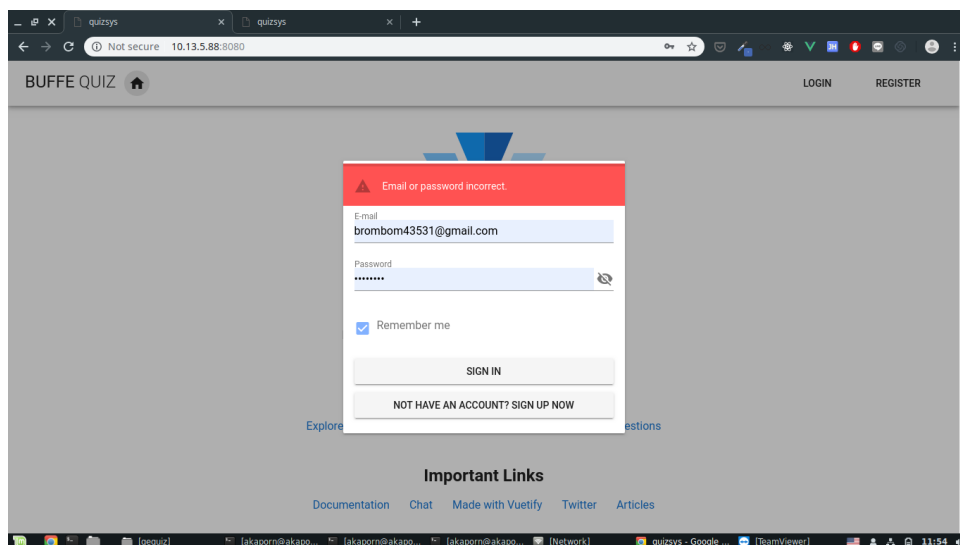 quizsys
quizsys
Not secure 10.13.5.88:8080
BUFFE QUIZ
LOGIN
REGISTER
Email or password incorrect.
E-mail
brombom43531@gmail.com
Password
••••••••
Remember me
SIGN IN
NOT HAVE AN ACCOUNT? SIGN UP NOW
Explore estions
Important Links
Documentation Chat Made with Vuetify Twitter Articles
[gequiz] [akaporn@akapo... [akaporn@akapo... [akaporn@akapo... [Network] quizsys - Google ... [TeamViewer] 11:54